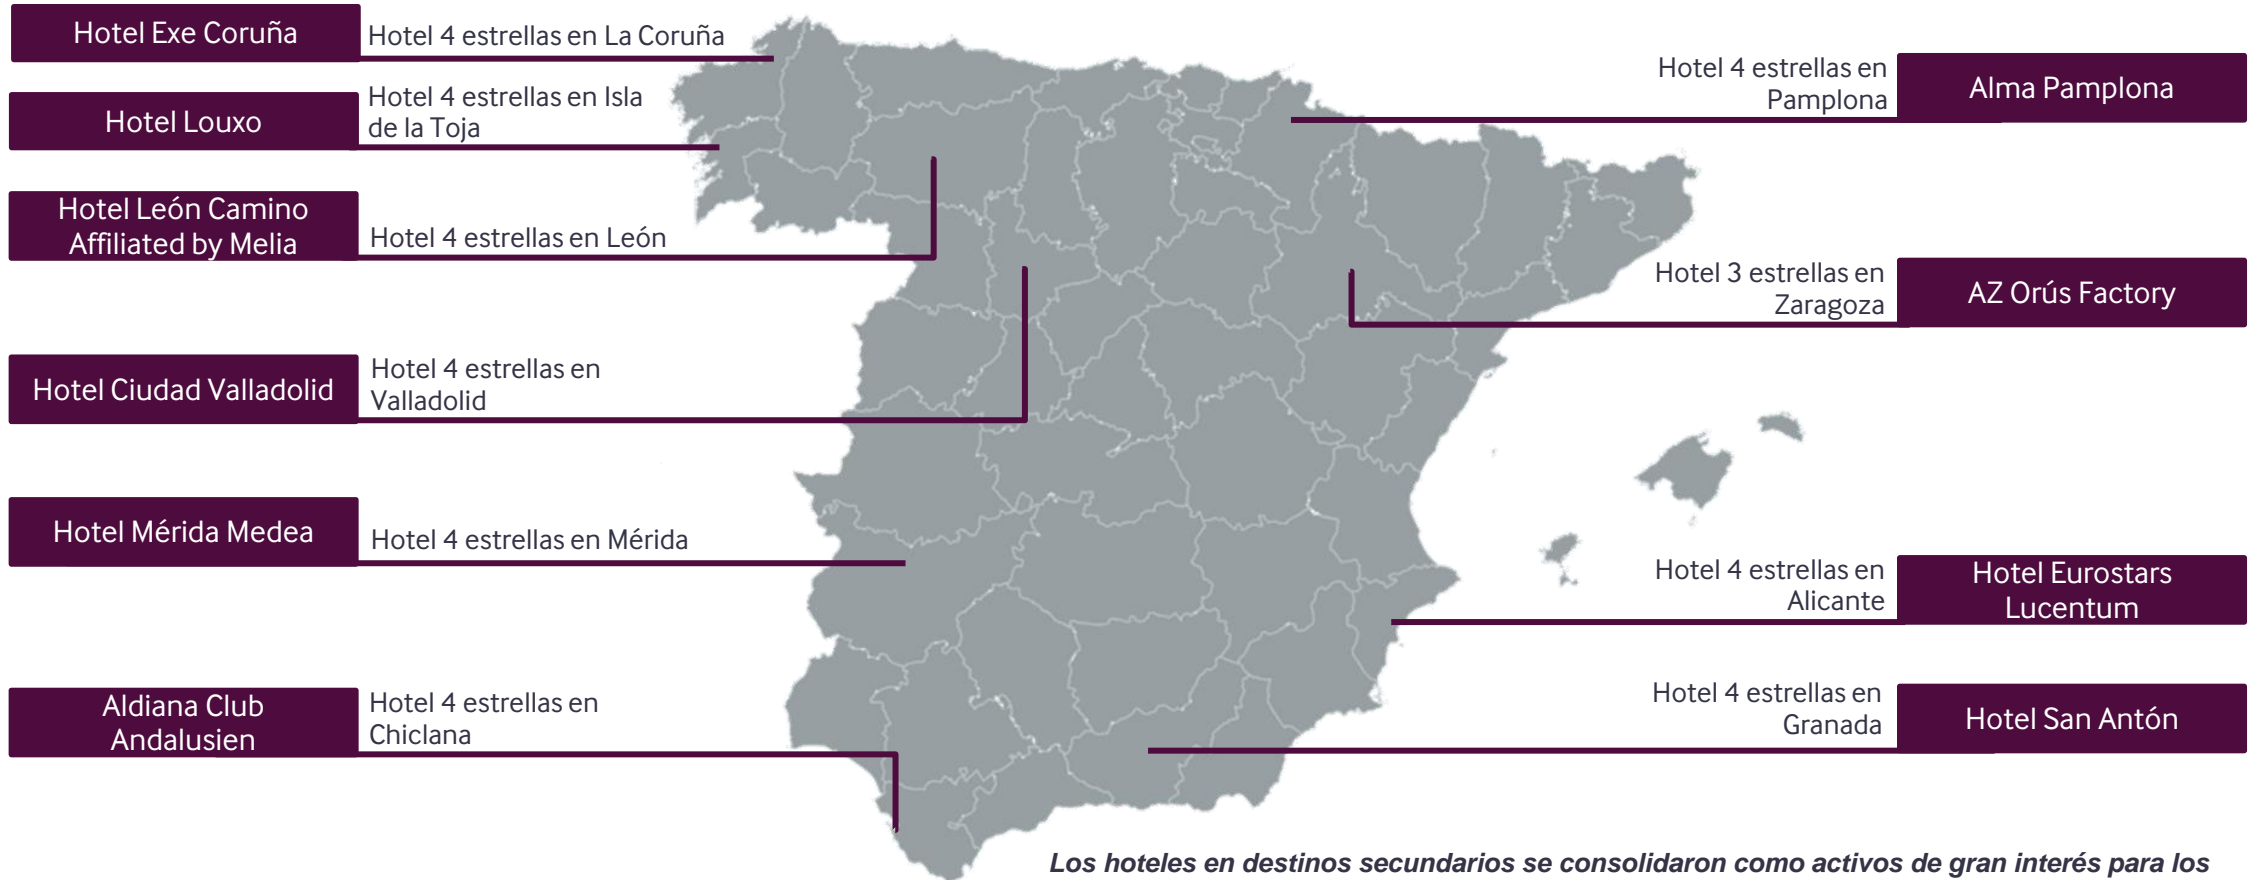 Hotel Exe Coruña
Hotel 4 estrellas en La Coruña
Hotel Louxo
Hotel 4 estrellas en Isla
de la Toja
Hotel León Camino
Affiliated by Melia
Hotel 4 estrellas en León
Hotel Ciudad Valladolid
Hotel 4 estrellas en
Valladolid
Hotel Mérida Medea
Hotel 4 estrellas en Mérida
Aldiana Club
Andalusien
Hotel 4 estrellas en
Chiclana
Hotel 4 estrellas en
Pamplona
Alma Pamplona
Hotel 3 estrellas en
Zaragoza
AZ Orús Factory
Hotel 4 estrellas en
Alicante
Hotel Eurostars
Lucentum
Hotel 4 estrellas en
Granada
Hotel San Antón
Los hoteles en destinos secundarios se consolidaron como activos de gran interés para los